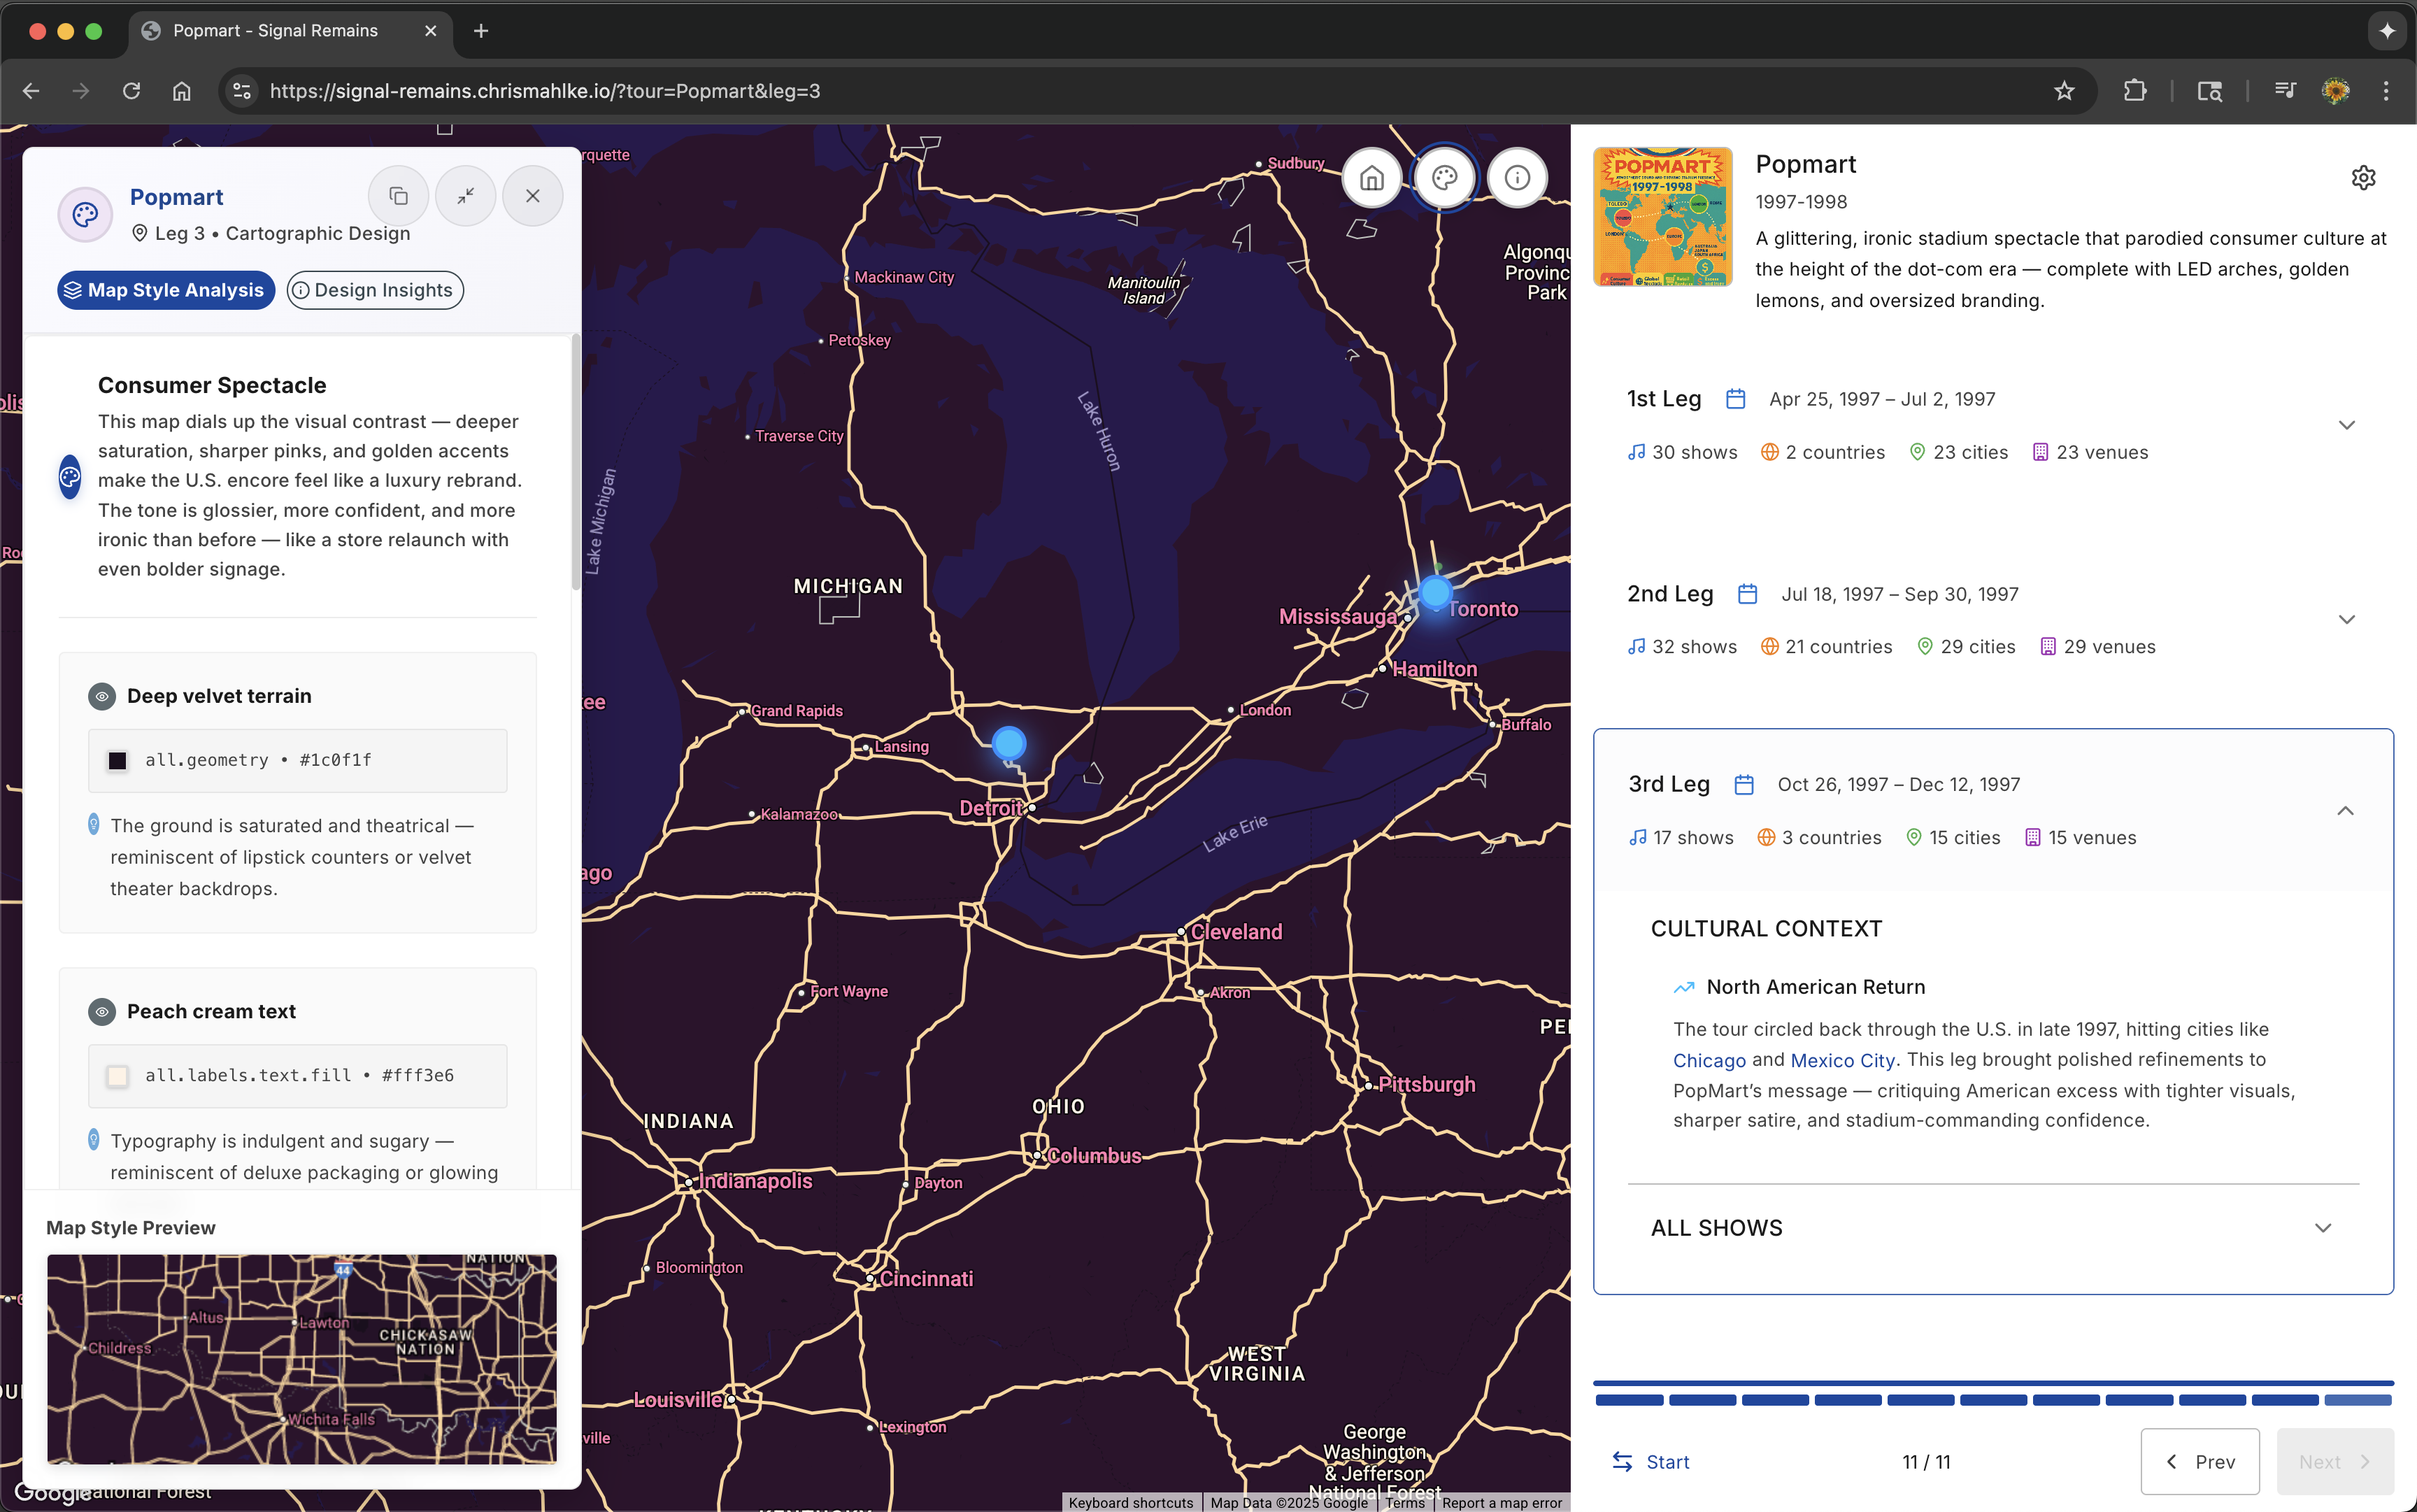 Popmart - Signal Remains
https://signal-remains.chrismahlke.io/?tour=Popmart&leg=3
Popmart
Leg 3 • Cartographic Design
Map Style Analysis
Design Insights
Consumer Spectacle
This map dials up the visual contrast — deeper
saturation, sharper pinks, and golden accents
make the U.S. encore feel like a luxury rebrand.
The tone is glossier, more confident, and more
ironic than before — like a store relaunch with
even bolder signage.
Deep velvet terrain
all.geometry • #1c0f1f
The ground is saturated and theatrical —
reminiscent of lipstick counters or velvet
theater backdrops.
Peach cream text
all.labels.text.fill • #fff3e6
Typography is indulgent and sugary —
reminiscent of deluxe packaging or glowing
Map Style Preview
NATION
44
Altus
Lawton
CHICKASAW
NATION
Childress
Wichita Falls
Google
ational Forest
rquette
Sudbury
Mackinaw City
Manitoulin
Island
Algonqu
Provinc
Park
Petoskey
Traverse City
Lake Huron
Lake Michigan
MICHIGAN
Toronto
Mississauga
Hamilton
Grand Rapids
London
Buffalo
Lansing
Detroit
Kalamazoo
Lake Erie
ago
Cleveland
Fort Wayne
Akron
PE
Pittsburgh
OHIO
INDIANA
Columbus
Indianapolis
Dayton
Bloomington
Cincinnati
WEST
VIRGINIA
Louisville
Lexington
ville
George
Washington
& Jefferson
National Forest
Keyboard shortcuts
Map Data ©2025 Google
Terms
Report a map error
POPMART
1997-1998
Popmart
1997-1998
A glittering, ironic stadium spectacle that parodied consumer culture at
the height of the dot-com era — complete with LED arches, golden
lemons, and oversized branding.
1st Leg Apr 25, 1997 – Jul 2, 1997
30 shows 2 countries 23 cities 23 venues
2nd Leg Jul 18, 1997 – Sep 30, 1997
32 shows 21 countries 29 cities 29 venues
3rd Leg Oct 26, 1997 – Dec 12, 1997
17 shows 3 countries 15 cities 15 venues
CULTURAL CONTEXT
North American Return
The tour circled back through the U.S. in late 1997, hitting cities like
Chicago and Mexico City. This leg brought polished refinements to
PopMart’s message — critiquing American excess with tighter visuals,
sharper satire, and stadium-commanding confidence.
ALL SHOWS
Start
11 / 11
Prev
Next